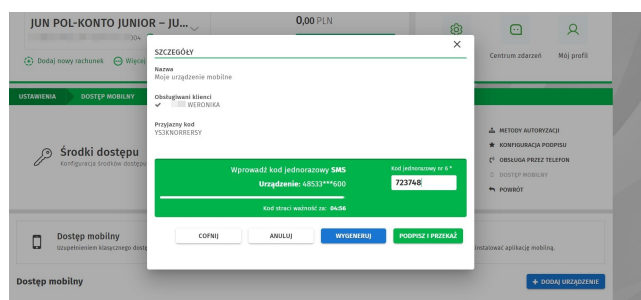 JUN POL-KONTO JUNIOR – JU...
0,00 PLN
Dodaj nowy rachunek
Więcej
Centrum zdarzeń
Mój profil
USTAWIENIA
DOSTĘP MOBILNY
SZCZEGÓŁY
Nazwa
Moje urządzenie mobilne
Obsługiwani klienci
WERONIKA
Przyjazny kod
YS3KNORRERSY
Wprowadź kod jednorazowy SMS
Urządzenie: 48533***600
Kod jednorazowy nr 6 *
723748
Kod straci ważność za: 04:56
COFNIJ
ANULUJ
WYGENERUJ
PODPISZ I PRZEKAŻ
Środki dostępu
Konfiguracja środków dostępu
METODY AUTORYZACJI
KONFIGURACJA PODPISU
OBSŁUGA PRZEZ TELEFON
DOSTĘP MOBILNY
POWRÓT
Dostęp mobilny
Uzupełnieniem klasycznego
instalować aplikację mobilną.
Dostęp mobilny
+ DODAJ URZĄDZENIE